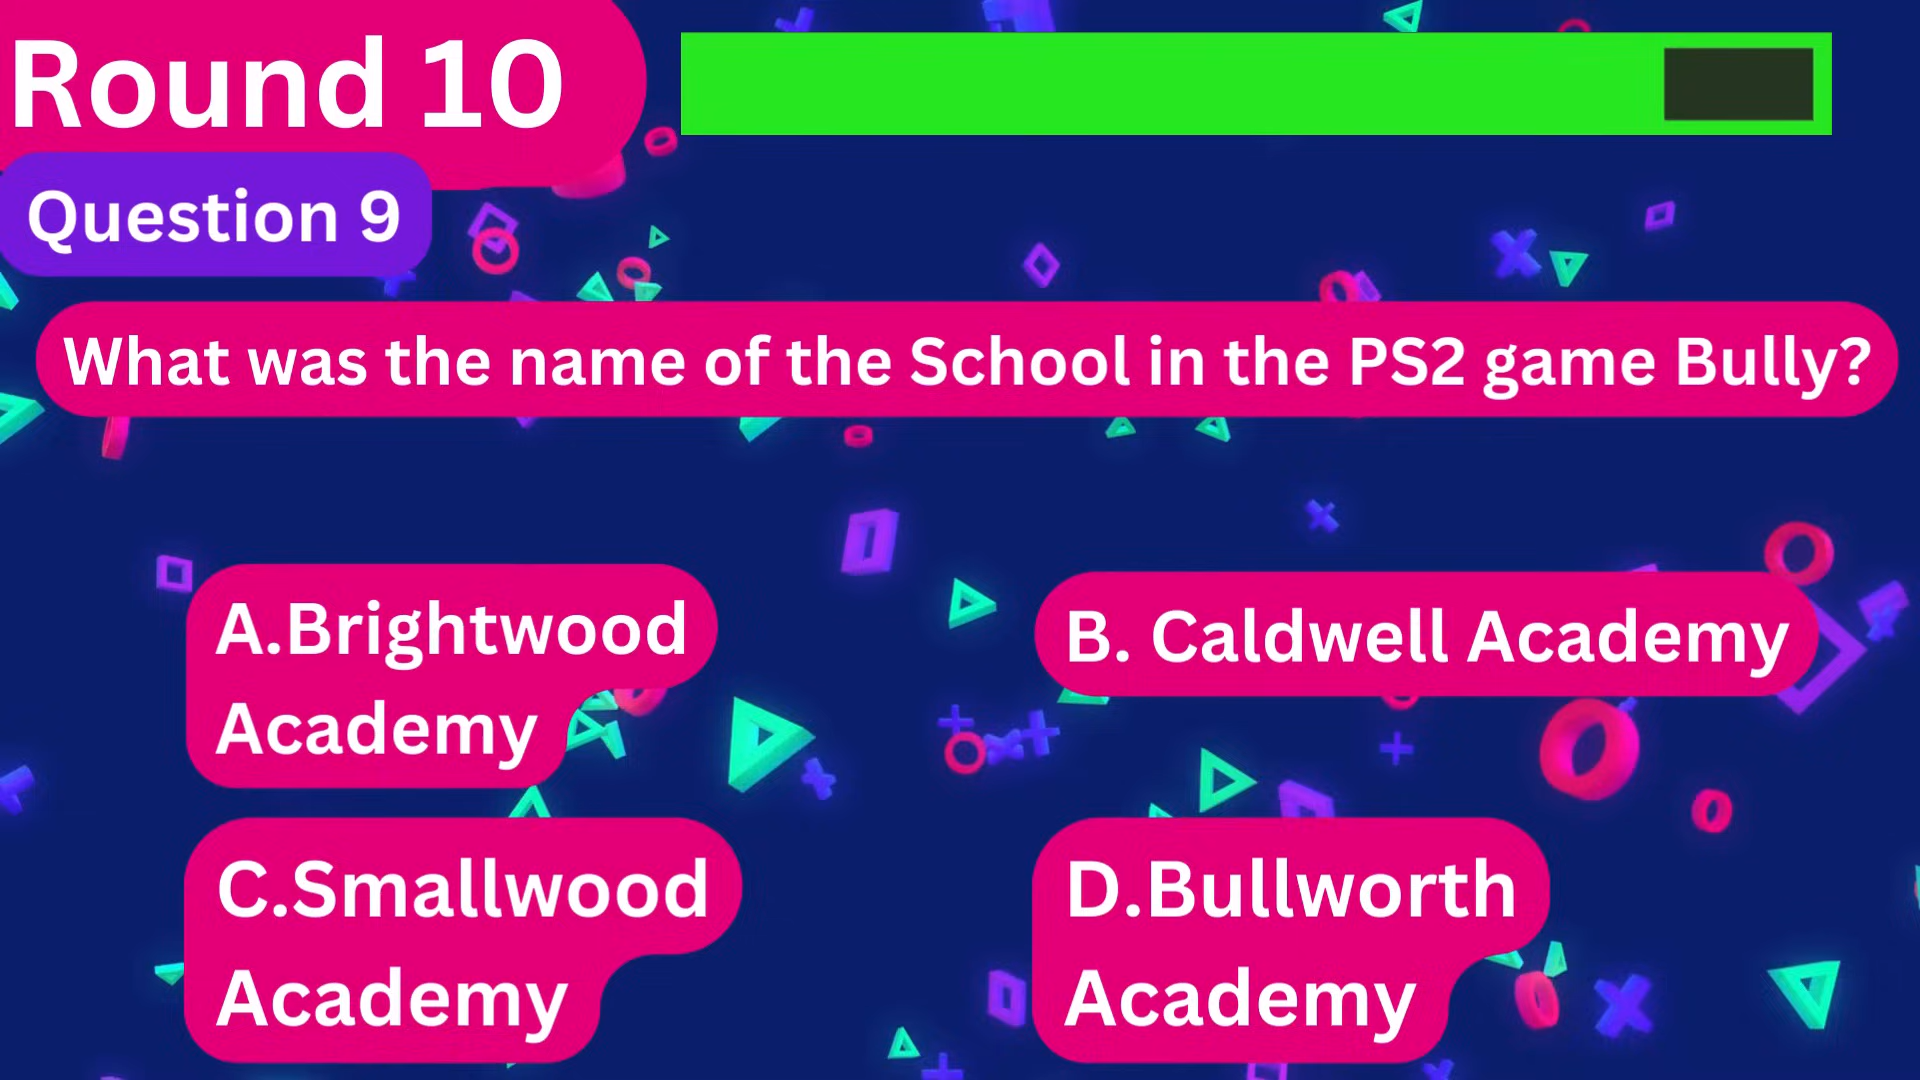 Round 10
Question 9
What was the name of the School in the PS2 game Bully?
A.Brightwood
Academy
B. Caldwell Academy
C.Smallwood
Academy
D.Bullworth
Academy